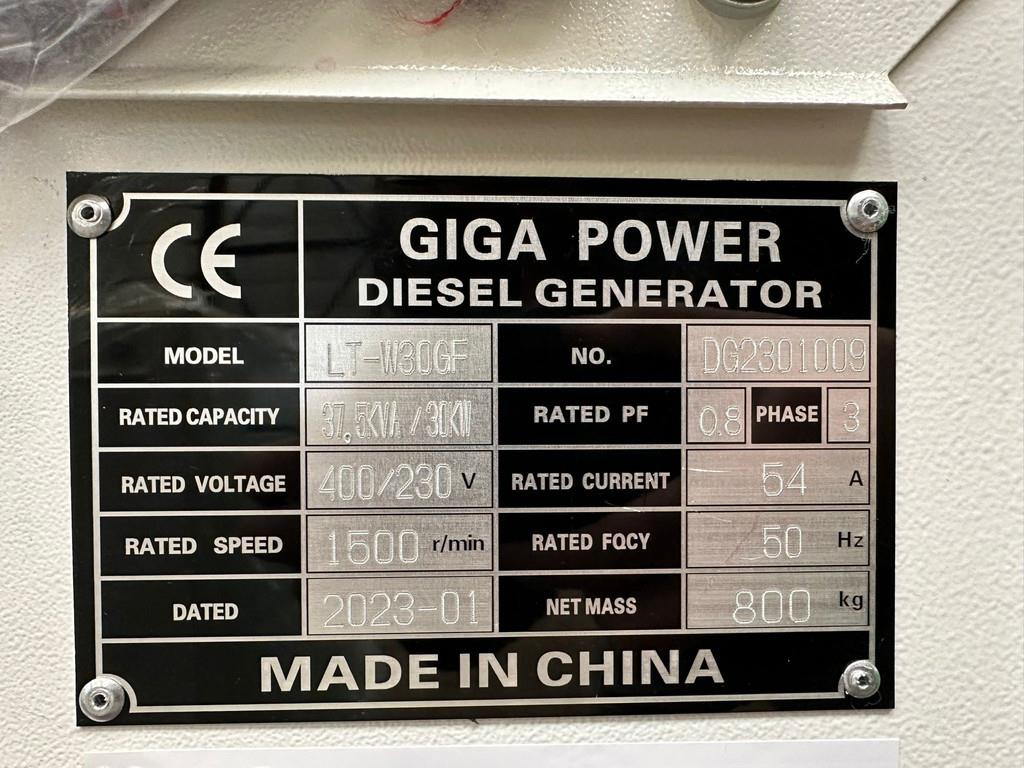 CE GIGA POWER
DIESEL GENERATOR
MODEL LT-W30GF NO. DG2301009
RATED CAPACITY 37,5KVA/30KW RATED PF 0.8 PHASE 3
RATED VOLTAGE 400/230 V RATED CURRENT 54 A
RATED SPEED 1500 r/min RATED FQCY 50 Hz
DATED 2023-01 NET MASS 800 kg
MADE IN CHINA